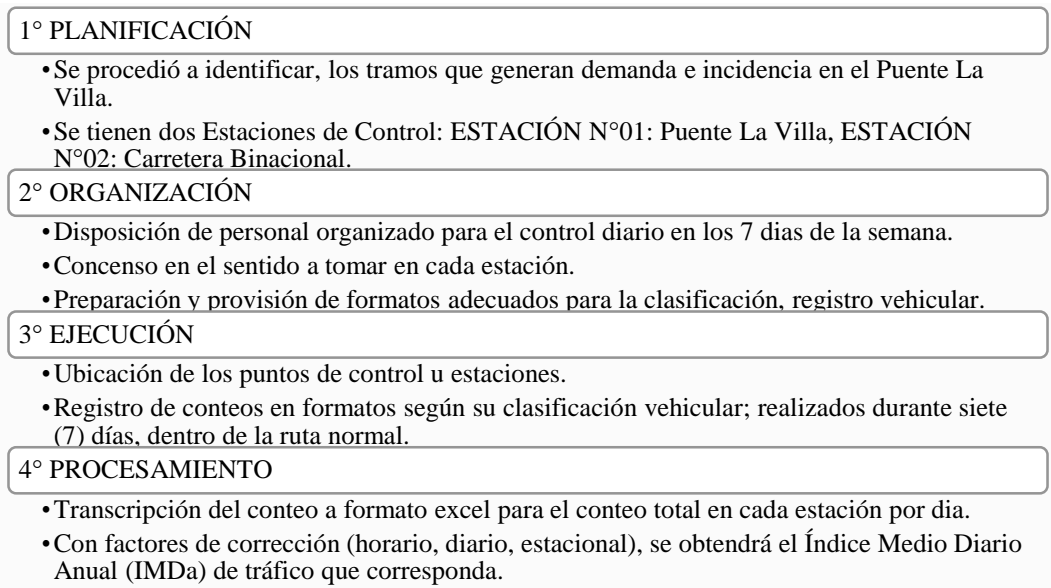 1° PLANIFICACIÓN
•Se procedió a identificar, los tramos que generan demanda e incidencia en el Puente La
Villa.
•Se tienen dos Estaciones de Control: ESTACIÓN N°01: Puente La Villa, ESTACIÓN
N°02: Carretera Binacional.
2° ORGANIZACIÓN
•Disposición de personal organizado para el control diario en los 7 dias de la semana.
•Concenso en el sentido a tomar en cada estación.
•Preparación y provisión de formatos adecuados para la clasificación, registro vehicular.
3° EJECUCIÓN
•Ubicación de los puntos de control u estaciones.
•Registro de conteos en formatos según su clasificación vehicular; realizados durante siete
(7) días, dentro de la ruta normal.
4° PROCESAMIENTO
•Transcripción del conteo a formato excel para el conteo total en cada estación por dia.
•Con factores de corrección (horario, diario, estacional), se obtendrá el Índice Medio Diario
Anual (IMDa) de tráfico que corresponda.